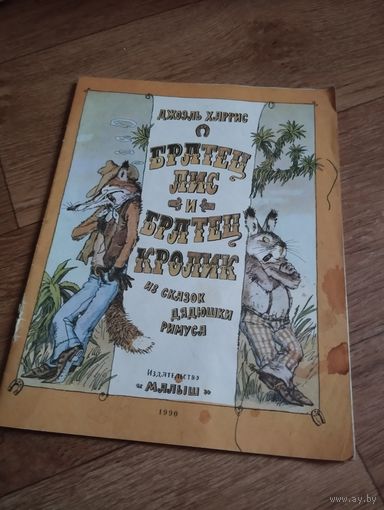 ДЖОЭЛЬ ХАРРИС
БРАТЕЦ
ЛИС
И
БРАТЕЦ
КРОЛИК
ИЗ СКАЗОК
ДЯДЮШКИ
РИМУСА
Издательство
«МАЛЫШ»
1990
www.ay.by